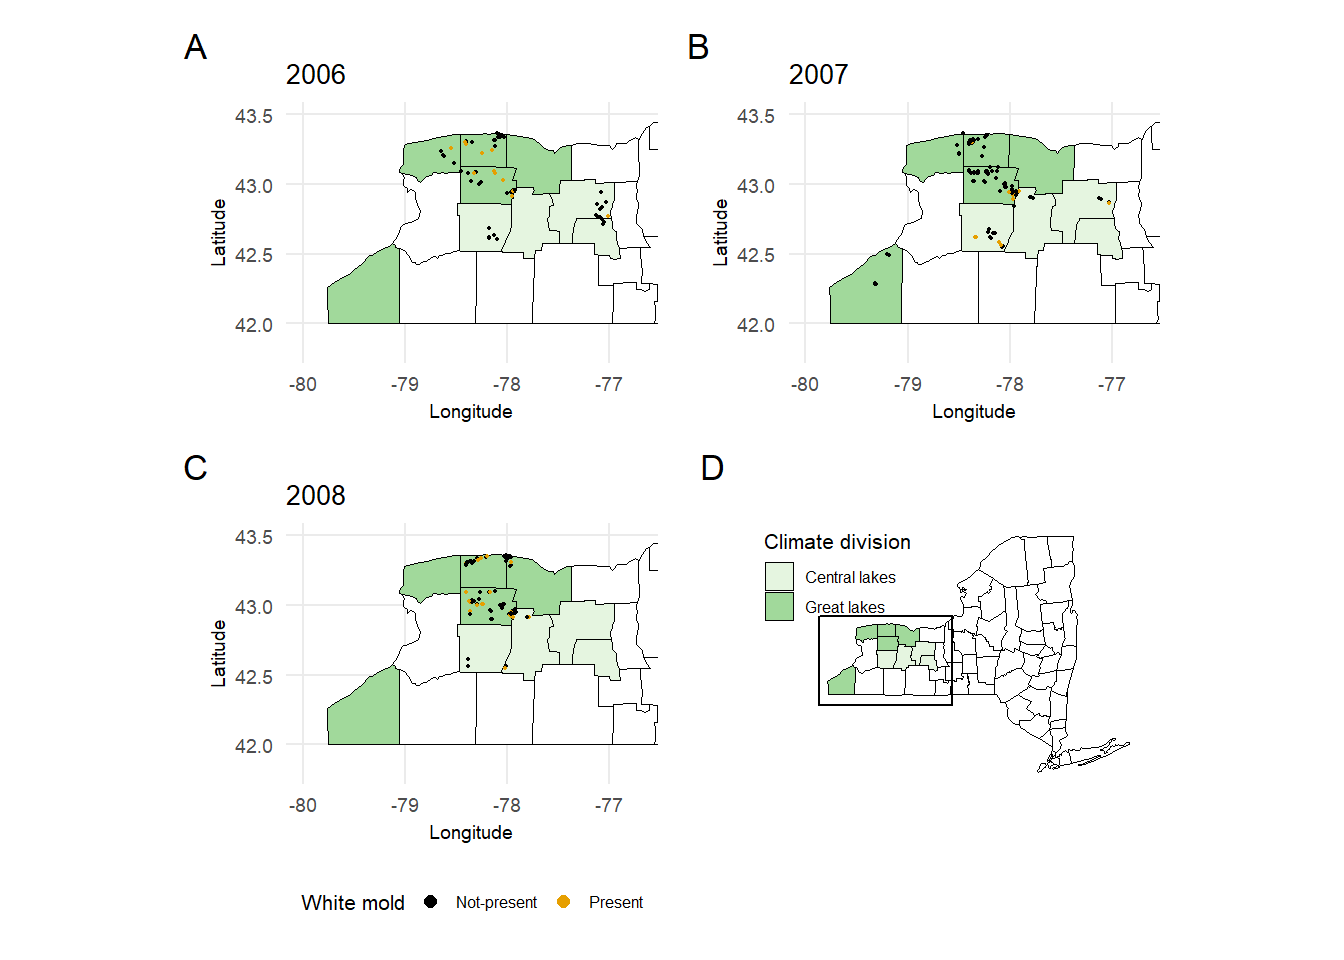 A
2006
43.5
43.0
42.5
42.0
Latitude
-80
-79
-78
-77
Longitude
B
2007
43.5
43.0
42.5
42.0
Latitude
-80
-79
-78
-77
Longitude
C
2008
43.5
43.0
42.5
42.0
Latitude
-80
-79
-78
-77
Longitude
D
Climate division
Central lakes
Great lakes
White mold
Not-present
Present